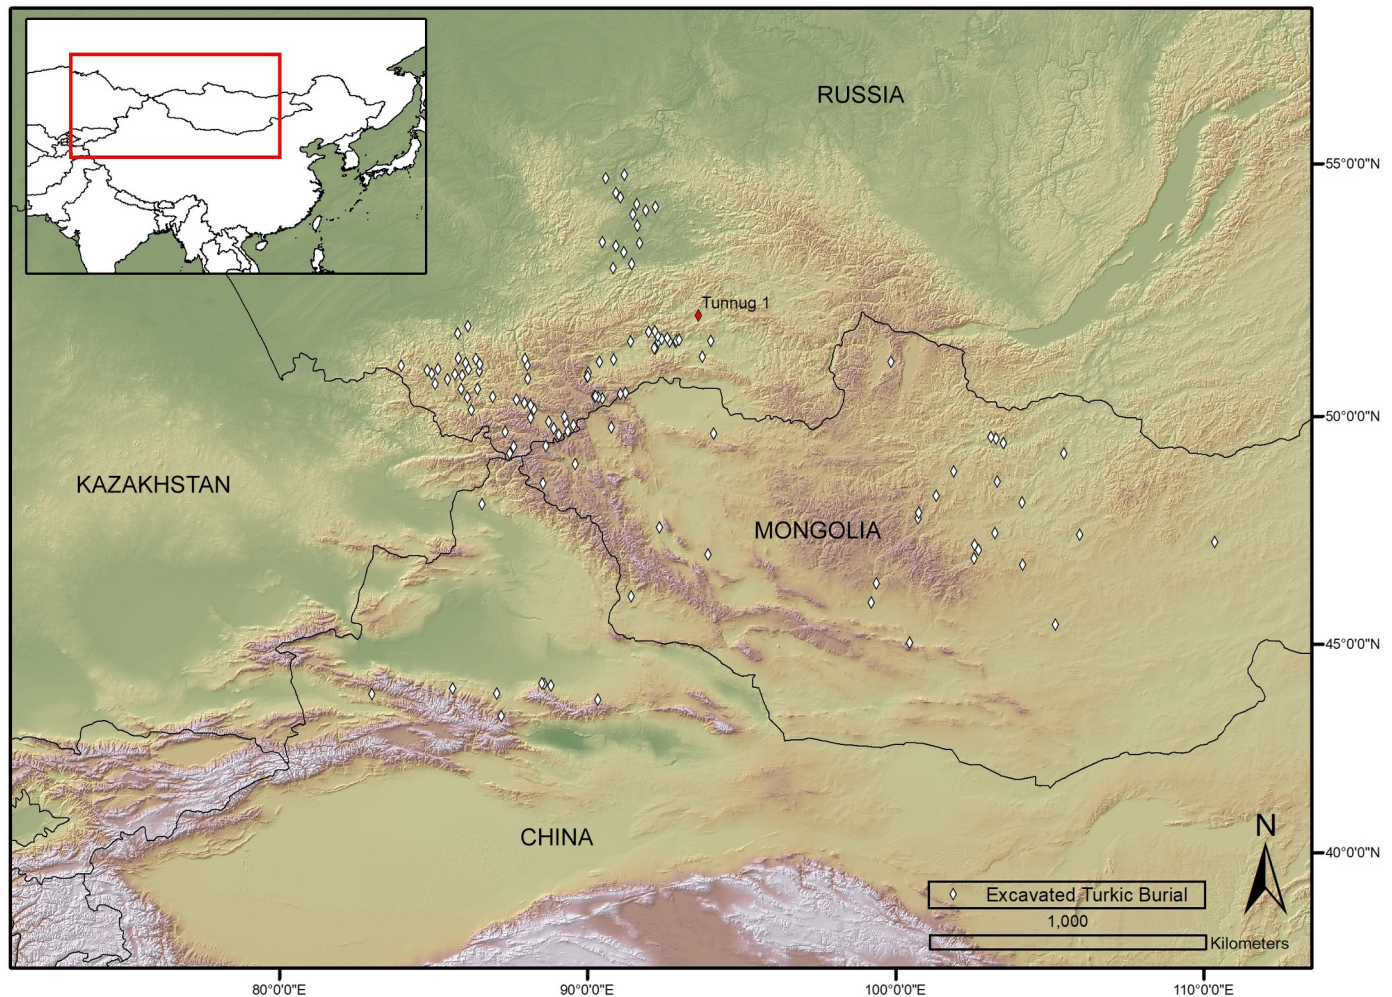 RUSSIA
55°0'0"N
Tunnug 1
50°0'0"N
KAZAKHSTAN
MONGOLIA
45°0'0"N
CHINA
N
40°0'0"N
Excavated Turkic Burial
1,000
Kilometers
80°0'0"E
90°0'0"E
100°0'0"E
110°0'0"E